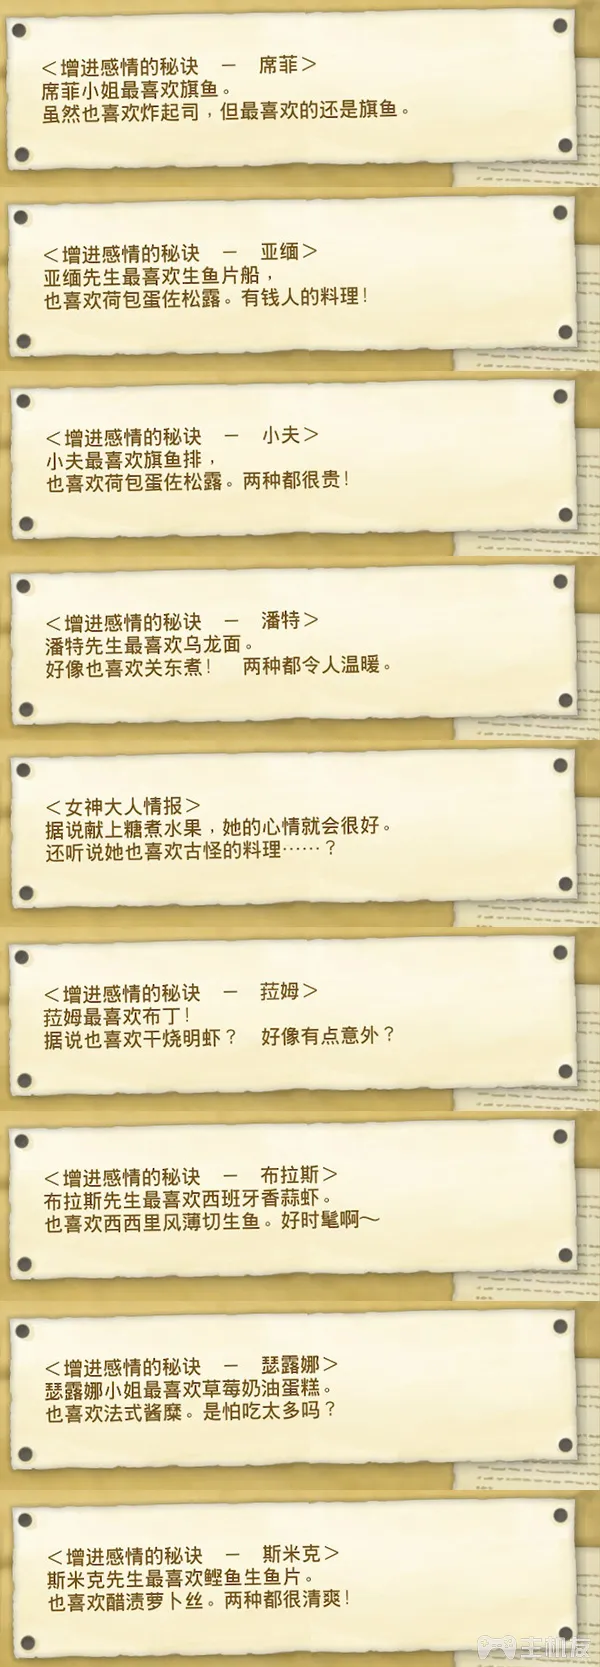 ＜增进感情的秘诀　－　席菲＞
席菲小姐最喜欢旗鱼。
虽然也喜欢炸起司，但最喜欢的还是旗鱼。
＜增进感情的秘诀　－　亚缅＞
亚缅先生最喜欢生鱼片船，
也喜欢荷包蛋佐松露。有钱人的料理！
＜增进感情的秘诀　－　小夫＞
小夫最喜欢旗鱼排，
也喜欢荷包蛋佐松露。两种都很贵！
＜增进感情的秘诀　－　潘特＞
潘特先生最喜欢乌龙面。
好像也喜欢关东煮！　两种都令人温暖。
＜女神大人情报＞
据说献上糖煮水果，她的心情就会很好。
还听说她也喜欢古怪的料理……？
＜增进感情的秘诀　－　菈姆＞
菈姆最喜欢布丁！
据说也喜欢干烧明虾？　好像有点意外？
＜增进感情的秘诀　－　布拉斯＞
布拉斯先生最喜欢西班牙香蒜虾。
也喜欢西西里风薄切生鱼。好时髦啊～
＜增进感情的秘诀　－　瑟露娜＞
瑟露娜小姐最喜欢草莓奶油蛋糕。
也喜欢法式酱糜。是怕吃太多吗？
＜增进感情的秘诀　－　斯米克＞
斯米克先生最喜欢鲣鱼生鱼片。
也喜欢醋渍萝卜丝。两种都很清爽！
主机友